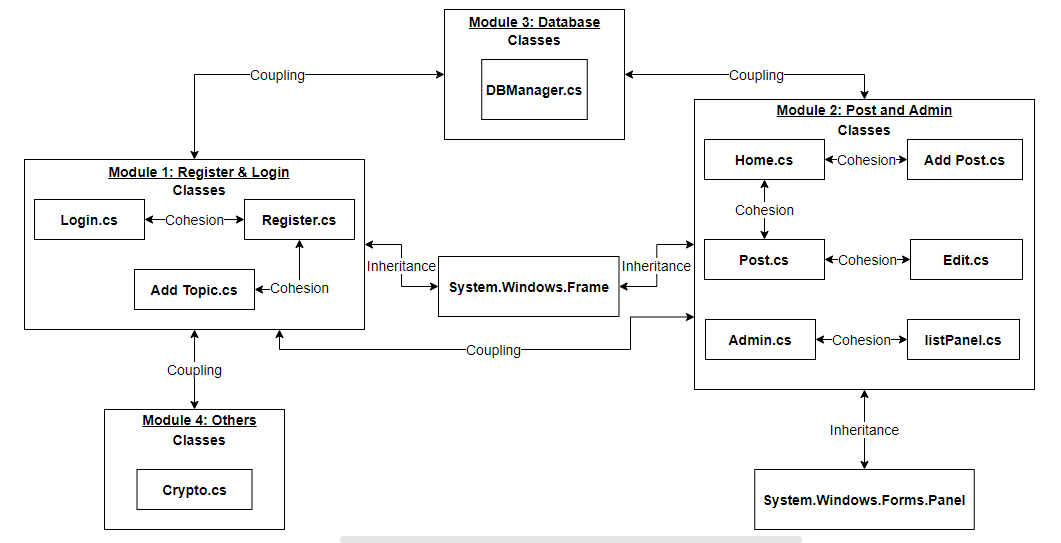 Module 3: Database
Classes
DBManager.cs
Coupling
Coupling
Module 2: Post and Admin
Classes
Home.cs
Cohesion
Add Post.cs
Cohesion
Post.cs
Cohesion
Edit.cs
Admin.cs
Cohesion
listPanel.cs
Module 1: Register & Login
Classes
Login.cs
Cohesion
Register.cs
Add Topic.cs
Cohesion
Inheritance
System.Windows.Frame
Inheritance
Coupling
Coupling
Module 4: Others
Classes
Crypto.cs
Inheritance
System.Windows.Forms.Panel